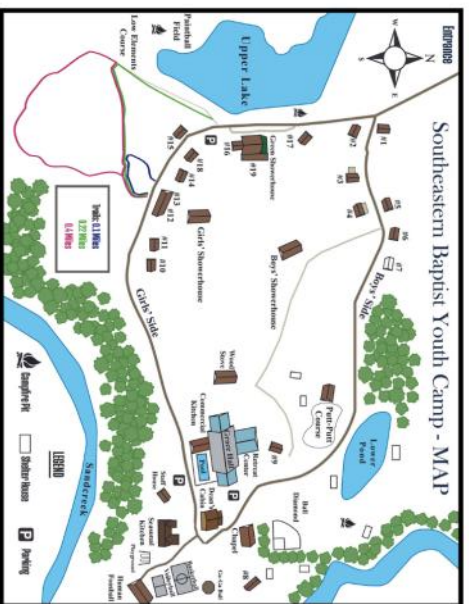 Southeastern Baptist Youth Camp - MAP
Entrance
N
W
E
S
Upper Lake
Paintball
Field
Low Elements
Course
#1
#2
#3
#4
#5
#6
#7
Boys' Side
#17
Green Showerhouse
#19
#16
P
#15
#18
#14
#13
#12
#11
#10
Girls' Showerhouse
Boys' Showerhouse
Girls' Side
Trails: 0.1 Miles
0.22 Miles
0.4 Miles
Wood
Stove
Putt-Putt
Course
Lower
Pond
#9
Retreat
Center
Greer Hall
Commercial
Kitchen
Pool
Dean's
Cabin
P
P
Staff
House
Seasonal
Kitchen
Playground
Ball
Diamond
Chapel
#8
Ga-Ga Ball
Basketball
Volleyball
Human
Foosball
Sandcreek
LEGEND
Campfire Pit
Shelter House
P Parking